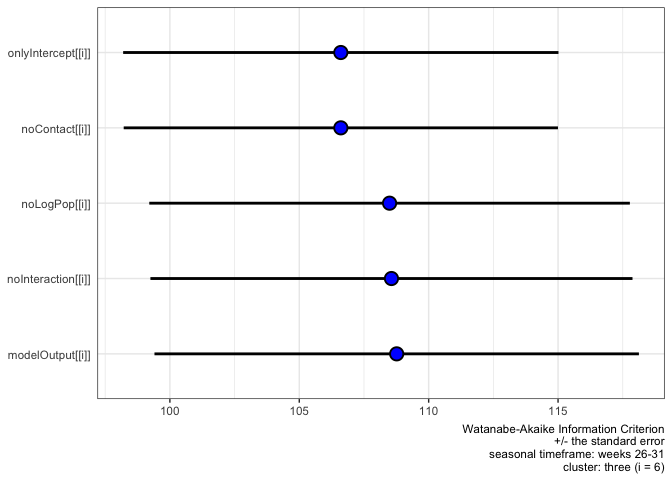 onlyIntercept[[i]]
noContact[[i]]
noLogPop[[i]]
noInteraction[[i]]
modelOutput[[i]]
100 105 110 115
Watanabe-Akaike Information Criterion
+/- the standard error
seasonal timeframe: weeks 26-31
cluster: three (i = 6)